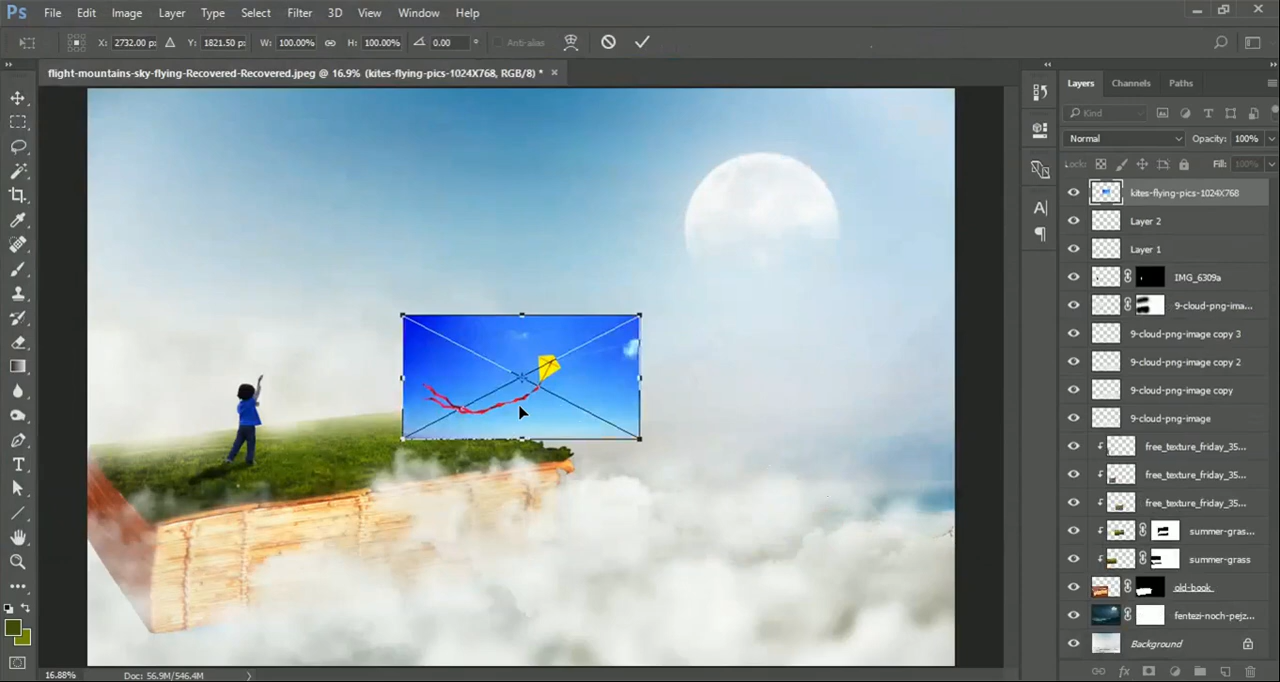 Ps File Edit Image Layer Type Select Filter 3D View Window Help
X: 2732.00 p: Y: 1821.50 p: W: 100.00% H: 100.00% 0.00 ° Anti-alias
flight-mountains-sky-flying-Recovered-Recovered.jpeg @ 16.9% (kites-flying-pics-1024X768, RGB/8) * ×
Layers Channels Paths
Kind
Normal Opacity: 100%
Lock: Fill: 100%
kites-flying-pics-1024X768
Layer 2
Layer 1
IMG_6309a
9-cloud-png-ima...
9-cloud-png-image copy 3
9-cloud-png-image copy 2
9-cloud-png-image copy
9-cloud-png-image
free_texture_friday_35...
free_texture_friday_35...
free_texture_friday_35...
summer-gras...
summer-grass
old-book
fentezi-noch-pejz...
Background
16.88% Doc: 56.9M/546.4M